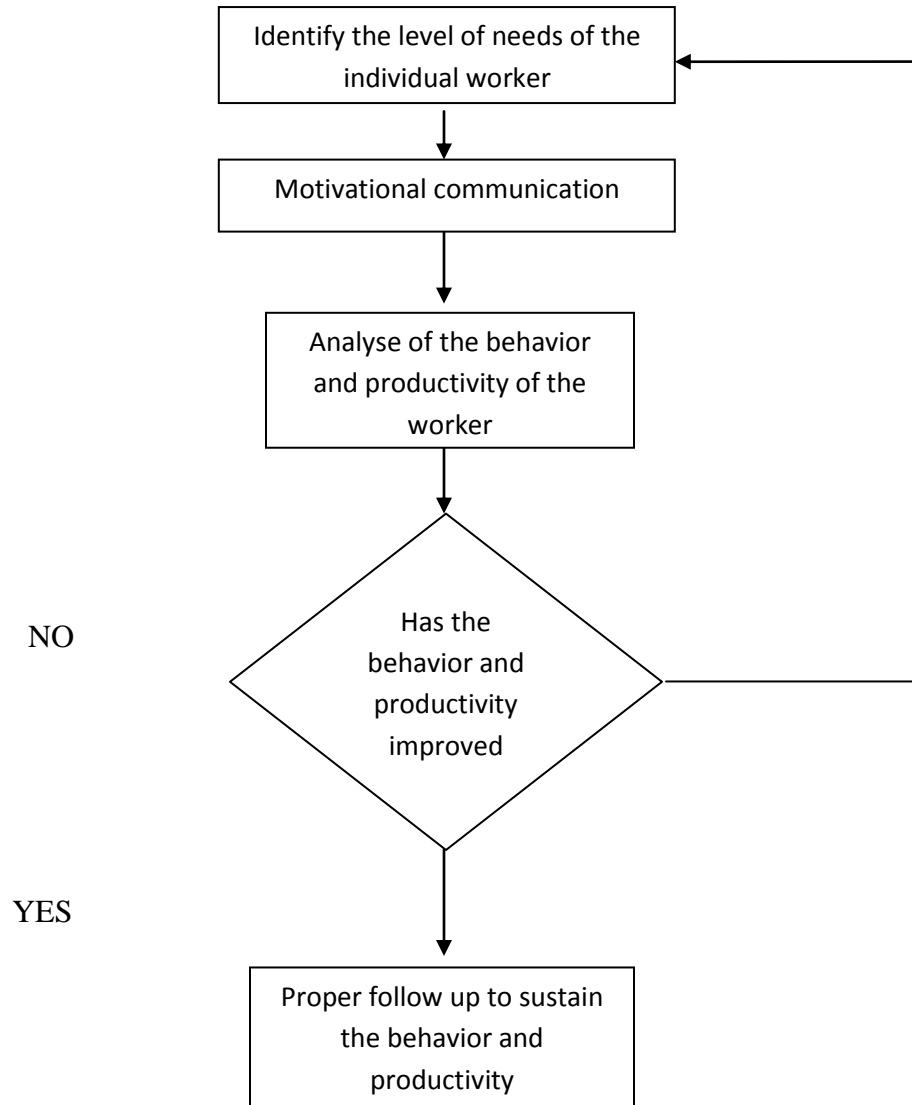 Identify the level of needs of the
individual worker
Motivational communication
Analyse of the behavior
and productivity of the
worker
Has the
behavior and
productivity
improved
NO
YES
Proper follow up to sustain
the behavior and
productivity